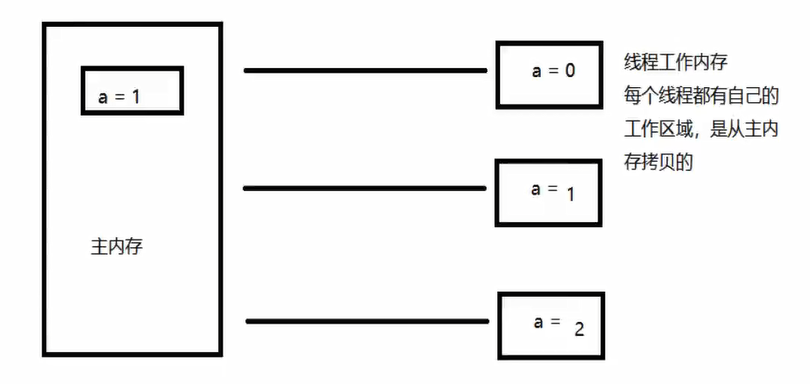 a = 1
主内存
a = 0
a = 1
a = 2
线程工作内存
每个线程都有自己的
工作区域，是从主内
存拷贝的